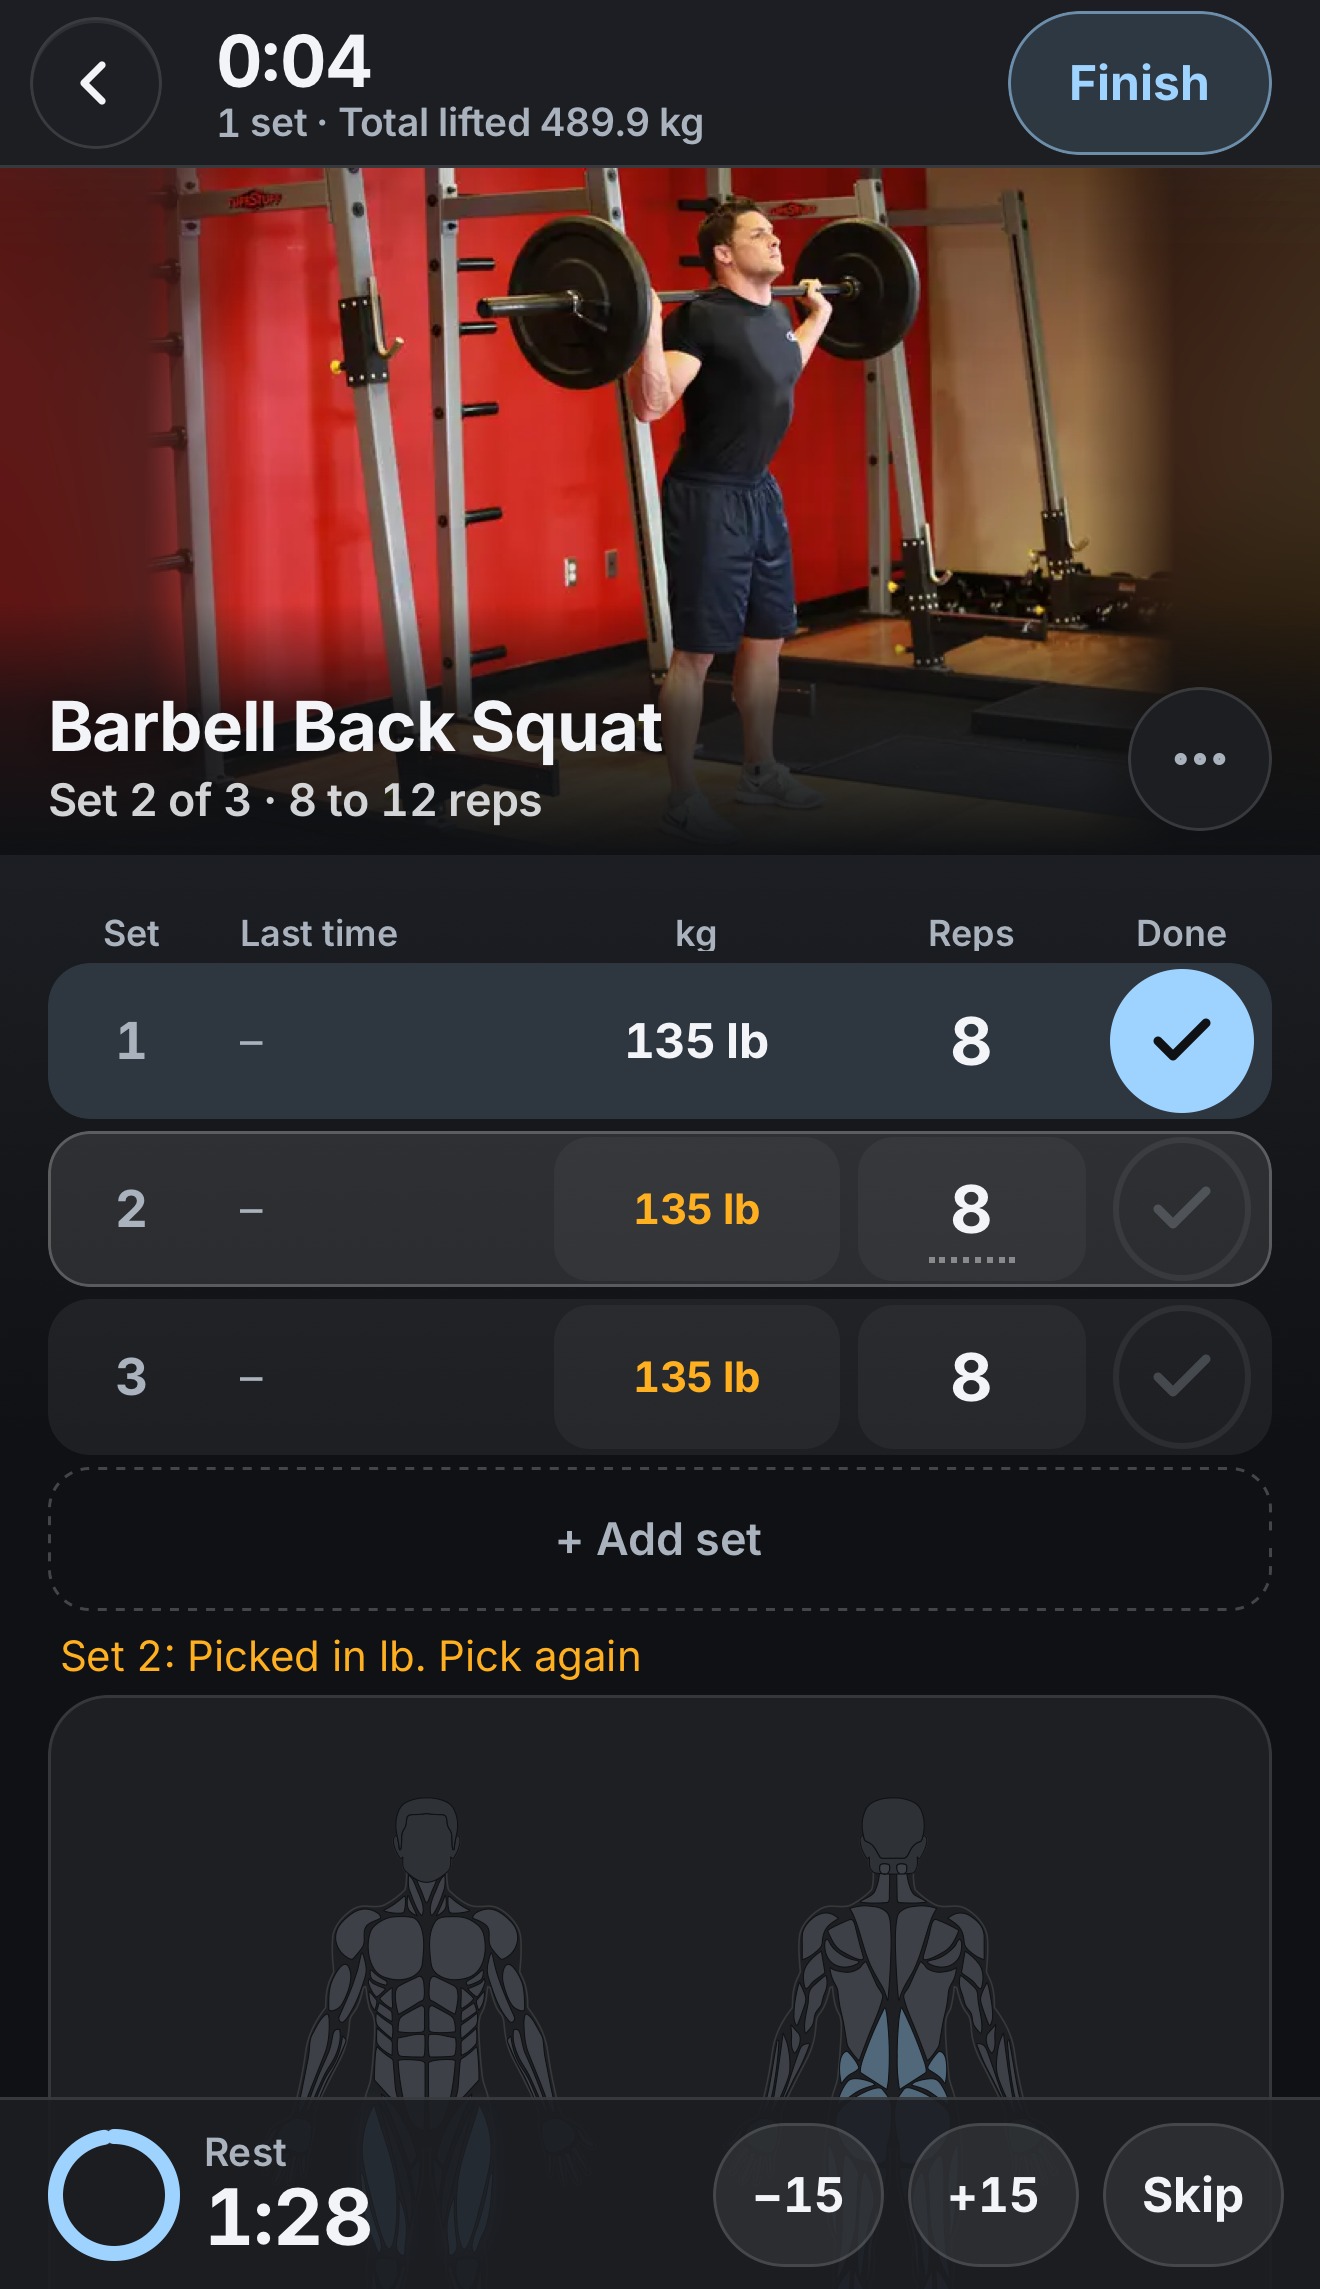 0:04
1 set · Total lifted 489.9 kg
Finish
Barbell Back Squat
Set 2 of 3 · 8 to 12 reps
Set Last time kg Reps Done
1 – 135 lb 8
2 – 135 lb 8
3 – 135 lb 8
+ Add set
Set 2: Picked in lb. Pick again
Rest
1:28
−15 +15 Skip